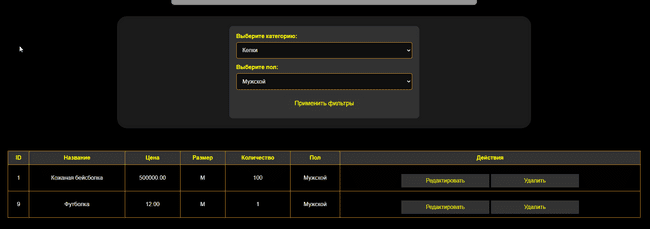 Выберите категорию:
Кепки
Выберите пол:
Мужской
Применить фильтры
ID Название Цена Размер Количество Пол Действия
1 Кожаная бейсболка 500000.00 M 100 Мужской Редактировать Удалить
9 Футболка 12.00 M 1 Мужской Редактировать Удалить